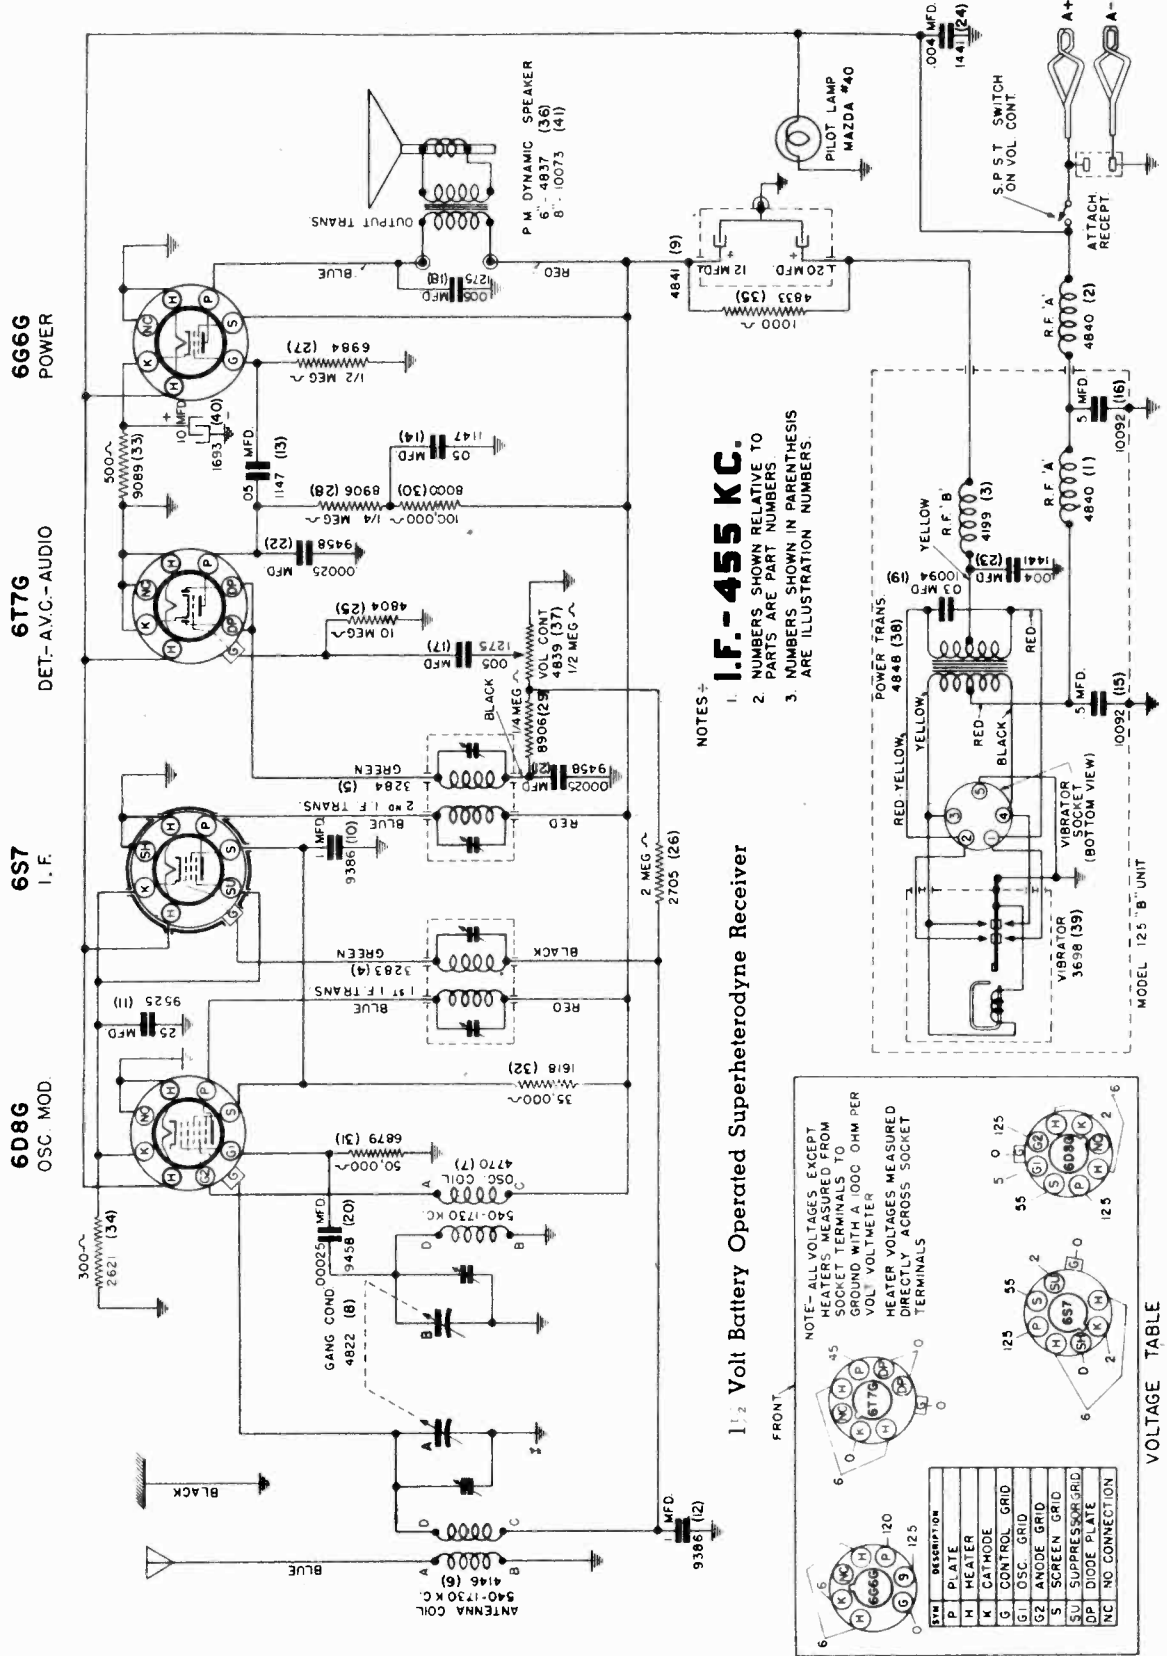 6D8G
OSC. MOD.
6S7
I. F.
6T7G
DET.-A.V.C.-AUDIO
6G6G
POWER
300~
2621 (34)
25 MFD.
9525 (11)
500~
9089 (33)
10 MFD.
1693 (40)
+
-
BLUE
BLACK
ANTENNA COIL
540-1730 KC.
4146 (6)
A
B
C
D
A
GANG COND.
4822 (8)
B
.00025 MFD.
9458 (20)
50,000~
6879 (31)
OSC. COIL
4770 (7)
540-1730 KC.
A
B
C
D
.1 MFD.
9386 (12)
35,000~
1618 (32)
BLUE
1 ST I.F. TRANS.
3283 (4)
GREEN
RED
BLACK
.1 MFD.
9386 (10)
BLUE
2 ND I.F. TRANS.
3284 (5)
GREEN
RED
2 MEG~
2705 (26)
.00025 MFD
9458 (21)
BLACK
1/4 MEG~
8906 (29)
VOL CONT
4839 (37)
1/2 MEG~
.005 MFD
1275 (17)
10 MEG~
4804 (25)
.00025 MFD
9458 (22)
.05 MFD.
1147 (13)
1/4 MEG~
8906 (28)
100,000~
8000 (30)
.05 MFD
1147 (14)
1/2 MEG~
6984 (27)
BLUE
RED
.005 MFD
1275 (18)
OUTPUT TRANS.
P M DYNAMIC SPEAKER
6"-4837 (36)
8"-10073 (41)
4841 (9)
12 MFD.
20 MFD.
+
+
1000~
4833 (35)
PILOT LAMP
MAZDA #40
.004 MFD.
1441 (24)
A+
A-
S.P.S.T. SWITCH
ON VOL. CONT.
ATTACH.
RECEPT.
R.F. 'A'
4840 (2)
.5 MFD.
10092 (16)
R.F. 'A'
4840 (1)
.5 MFD.
10092 (15)
R.F. 'B'
4199 (3)
YELLOW
.004 MFD
1441 (23)
.03 MFD
10094 (19)
POWER TRANS.
4848 (38)
RED
YELLOW
RED-YELLOW
RED
BLACK
VIBRATOR
SOCKET
(BOTTOM VIEW)
VIBRATOR
3698 (39)
MODEL 125 "B" UNIT
NOTES÷
1. I.F.-455 KC.
2. NUMBERS SHOWN RELATIVE TO
PARTS ARE PART NUMBERS
3. NUMBERS SHOWN IN PARENTHESIS
ARE ILLUSTRATION NUMBERS.
Volt Battery Operated Superheterodyne Receiver
FRONT
NOTE- ALL VOLTAGES EXCEPT
HEATERS MEASURED FROM
SOCKET TERMINALS TO
GROUND WITH A 1000 OHM PER
VOLT VOLTMETER
HEATER VOLTAGES MEASURED
DIRECTLY ACROSS SOCKET
TERMINALS
6G6G
6T7G
6S7
6D8G
SYM DESCRIPTION
P PLATE
H HEATER
K CATHODE
G CONTROL GRID
G1 OSC. GRID
G2 ANODE GRID
S SCREEN GRID
SU SUPPRESSOR GRID
DP DIODE PLATE
NC NO CONNECTION
VOLTAGE TABLE